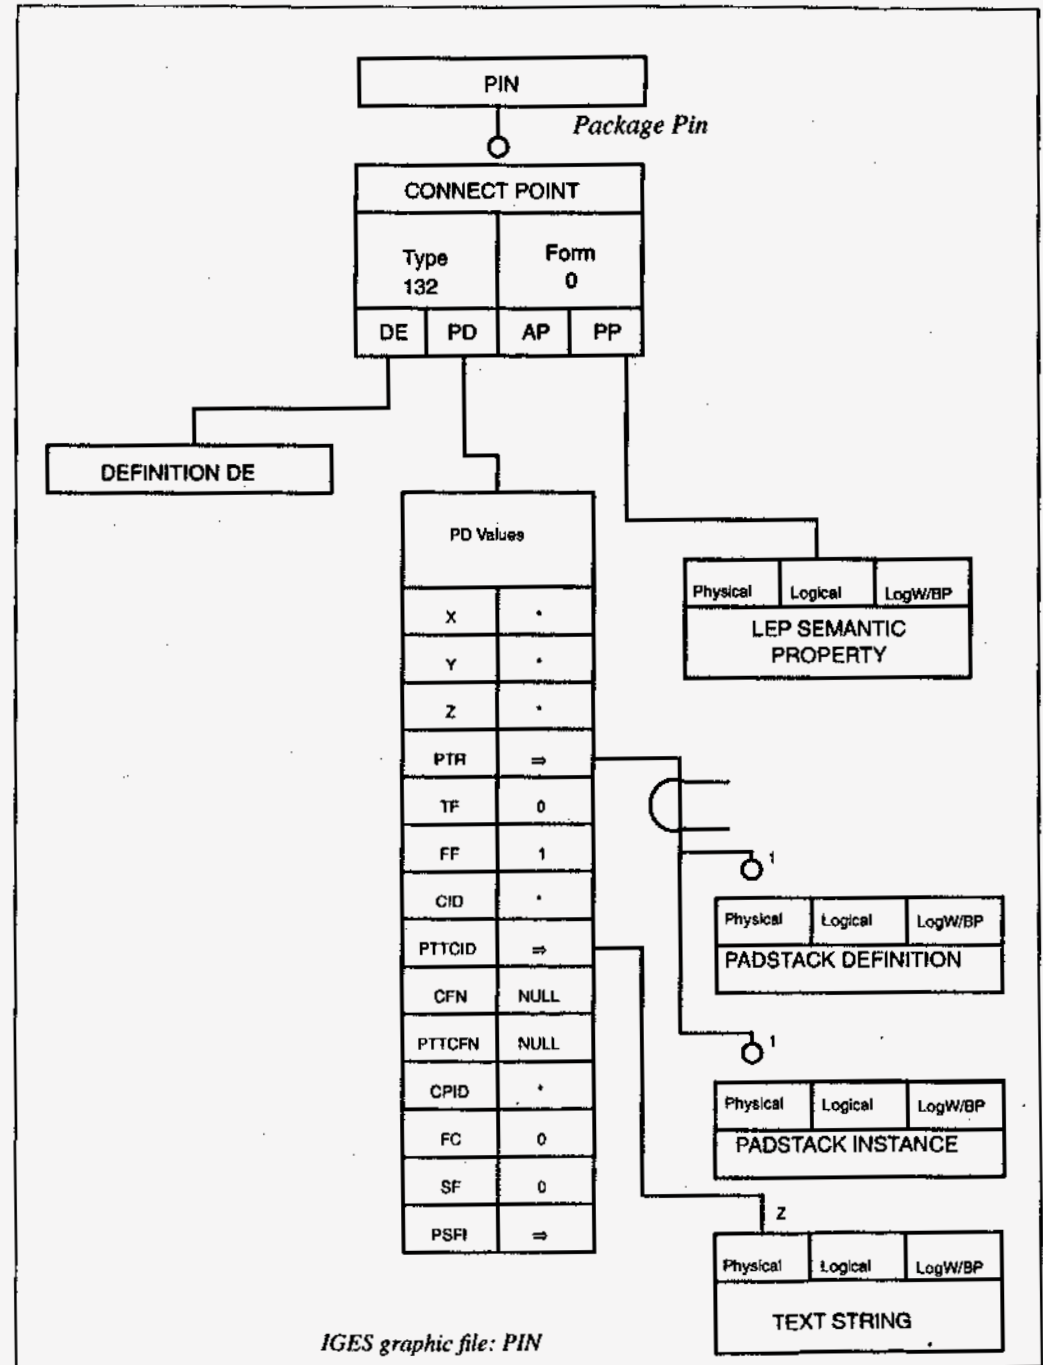 PIN
Package Pin
CONNECT POINT
Type
132
Form
0
DE PD AP PP
DEFINITION DE
PD Values
X *
Y *
Z *
PTR ⇒
TF 0
FF 1
CID *
PTTCID ⇒
CFN NULL
PTTCFN NULL
CPID *
FC 0
SF 0
PSFI ⇒
Physical Logical LogW/BP
LEP SEMANTIC
PROPERTY
1
Physical Logical LogW/BP
PADSTACK DEFINITION
1
Physical Logical LogW/BP
PADSTACK INSTANCE
Z
Physical Logical LogW/BP
TEXT STRING
IGES graphic file: PIN